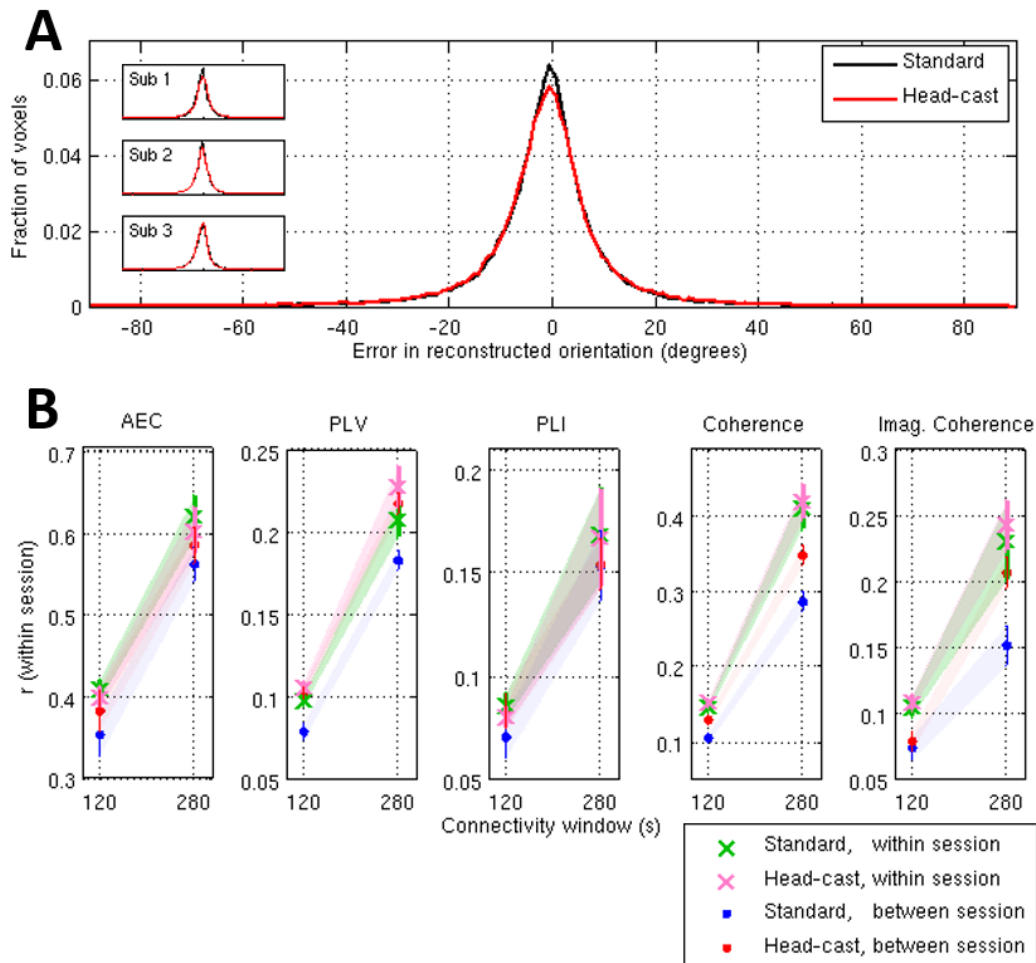 A
Fraction of voxels
0.06
0.04
0.02
0
Sub 1
Sub 2
Sub 3
Standard
Head-cast
-80 -60 -40 -20 0 20 40 60 80
Error in reconstructed orientation (degrees)
B
AEC PLV PLI Coherence Imag. Coherence
r (within session)
0.7
0.6
0.5
0.4
0.3
120 280
0.25
0.2
0.15
0.1
0.05
120 280
0.2
0.15
0.1
0.05
120 280
0.4
0.3
0.2
0.1
120 280
0.3
0.25
0.2
0.15
0.1
0.05
120 280
Connectivity window (s)
Standard, within session
Head-cast, within session
Standard, between session
Head-cast, between session